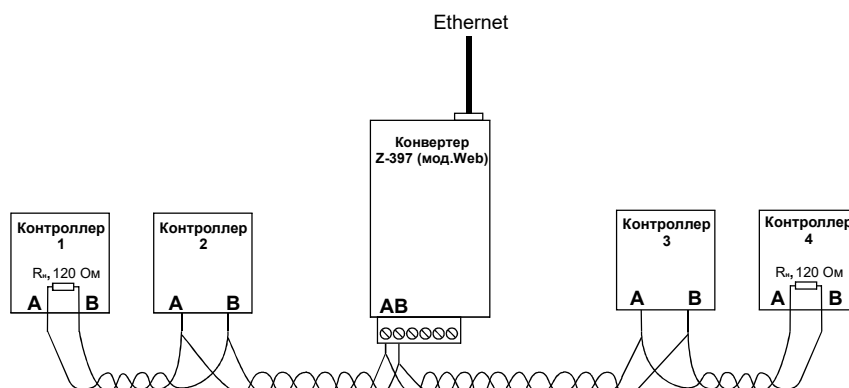 Ethernet
Конвертер
Z-397 (мод.Web)
Контроллер
1
Контроллер
2
Контроллер
3
Контроллер
4
Rн, 120 Ом
Rн, 120 Ом
A B
A B
AB
A B
A B